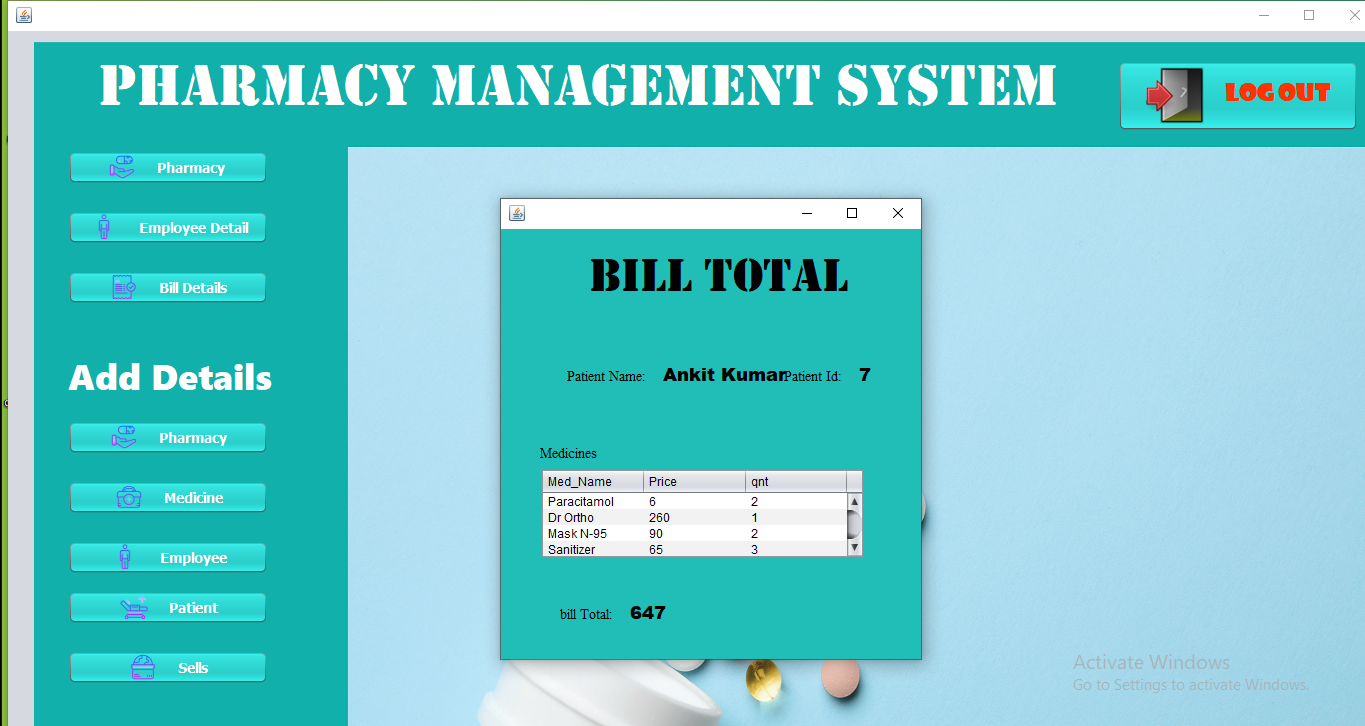 PHARMACY MANAGEMENT SYSTEM
LOG OUT
Pharmacy
Employee Detail
Bill Details
Add Details
Pharmacy
Medicine
Employee
Patient
Sells
BILL TOTAL
Patient Name: Ankit Kumar Patient Id: 7
Medicines
Med_Name Price qnt
Paracitamol 6 2
Dr Ortho 260 1
Mask N-95 90 2
Sanitizer 65 3
bill Total: 647
Activate Windows
Go to Settings to activate Windows.